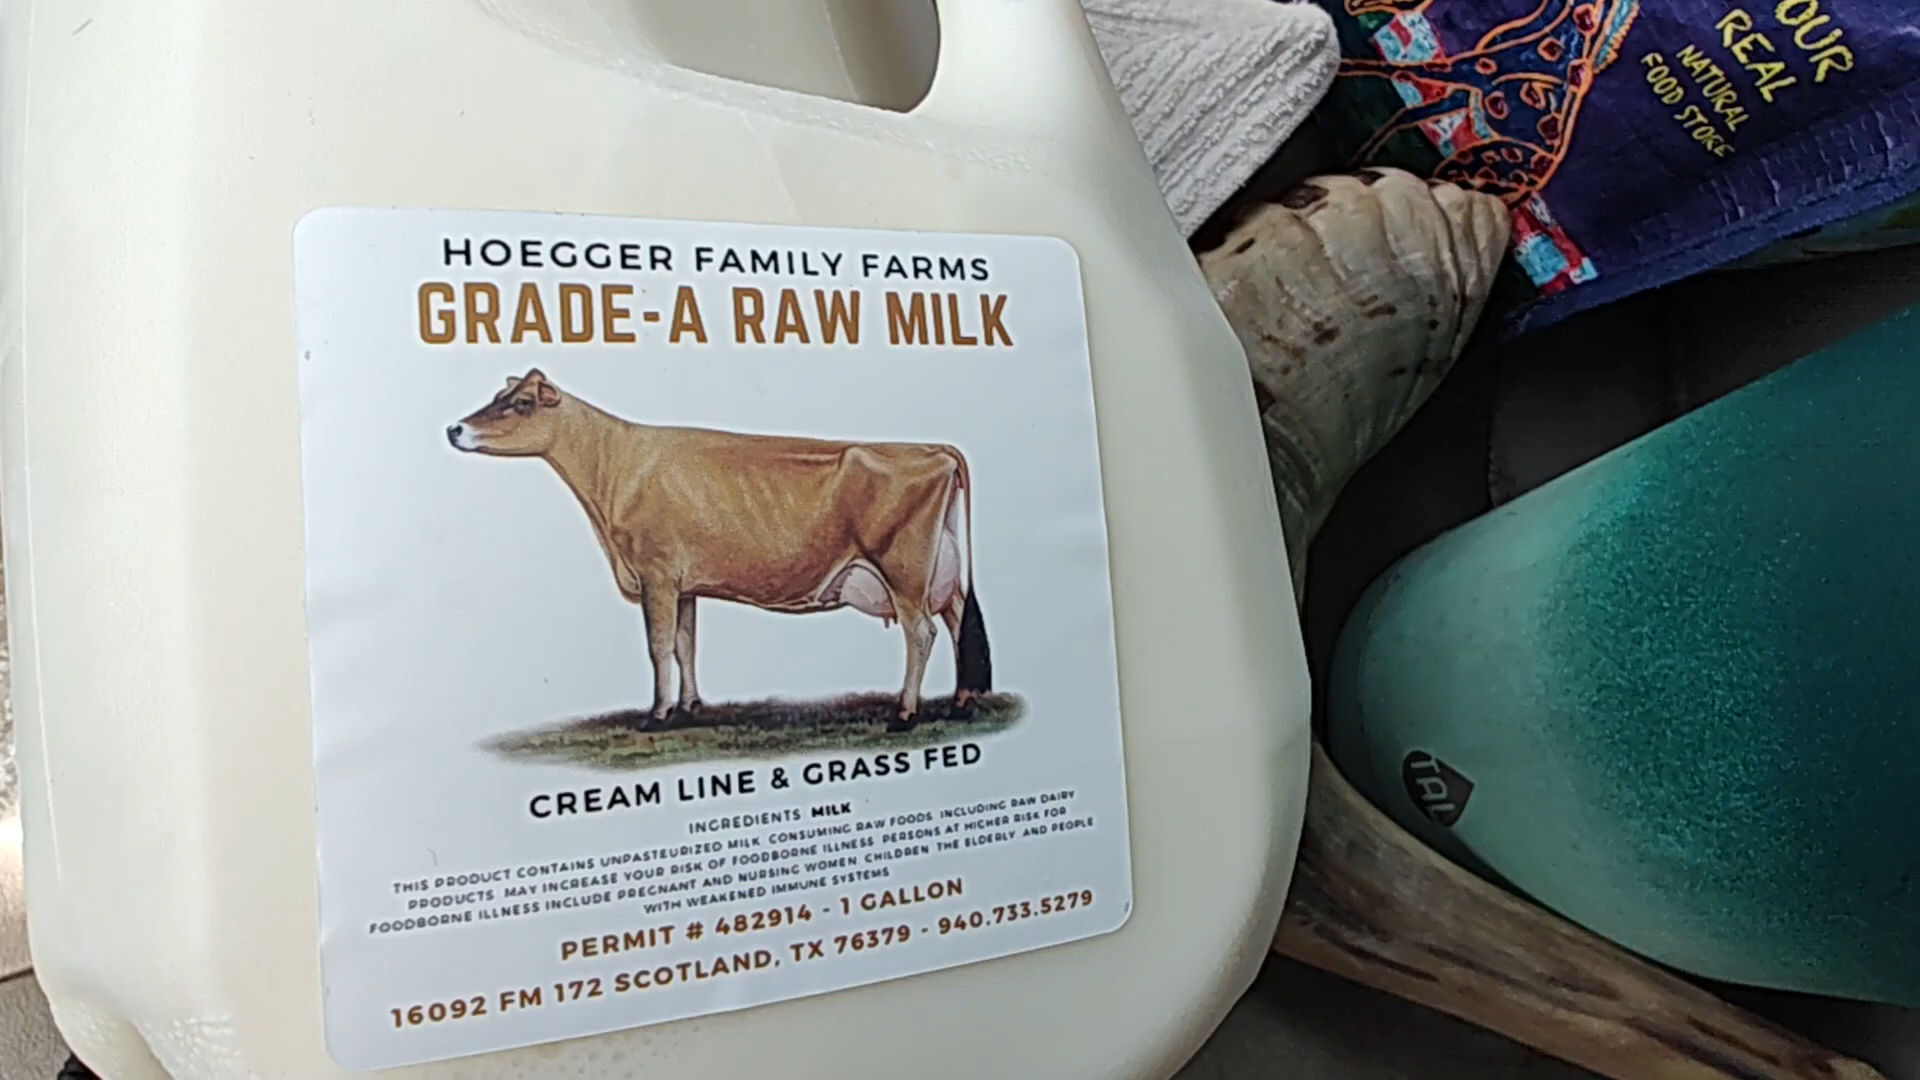 HOEGGER FAMILY FARMS
GRADE-A RAW MILK
CREAM LINE & GRASS FED
INGREDIENTS MILK
THIS PRODUCT CONTAINS UNPASTEURIZED MILK. CONSUMING RAW FOODS, INCLUDING RAW DAIRY
PRODUCTS, MAY INCREASE YOUR RISK OF FOODBORNE ILLNESS. PERSONS AT HIGHER RISK FOR
FOODBORNE ILLNESS INCLUDE PREGNANT AND NURSING WOMEN, CHILDREN, THE ELDERLY, AND PEOPLE
WITH WEAKENED IMMUNE SYSTEMS
PERMIT # 482914 - 1 GALLON
16092 FM 172 SCOTLAND, TX 76379 - 940.733.5279
OUR
REAL
NATURAL
FOOD STORE
TAL